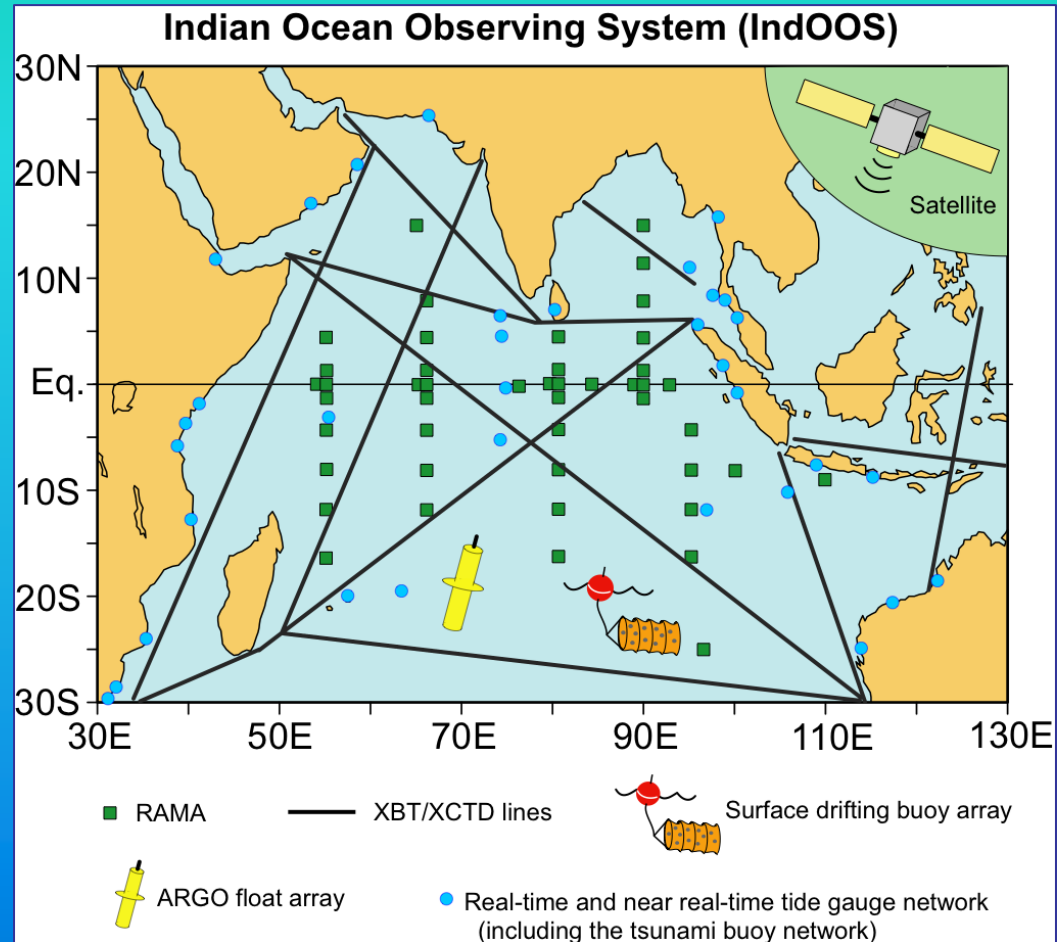 Indian Ocean Observing System (IndOOS)
30N
20N
10N
Eq.
10S
20S
30S
Satellite
30E 50E 70E 90E 110E 130E
RAMA
XBT/XCTD lines
Surface drifting buoy array
ARGO float array
Real-time and near real-time tide gauge network
(including the tsunami buoy network)